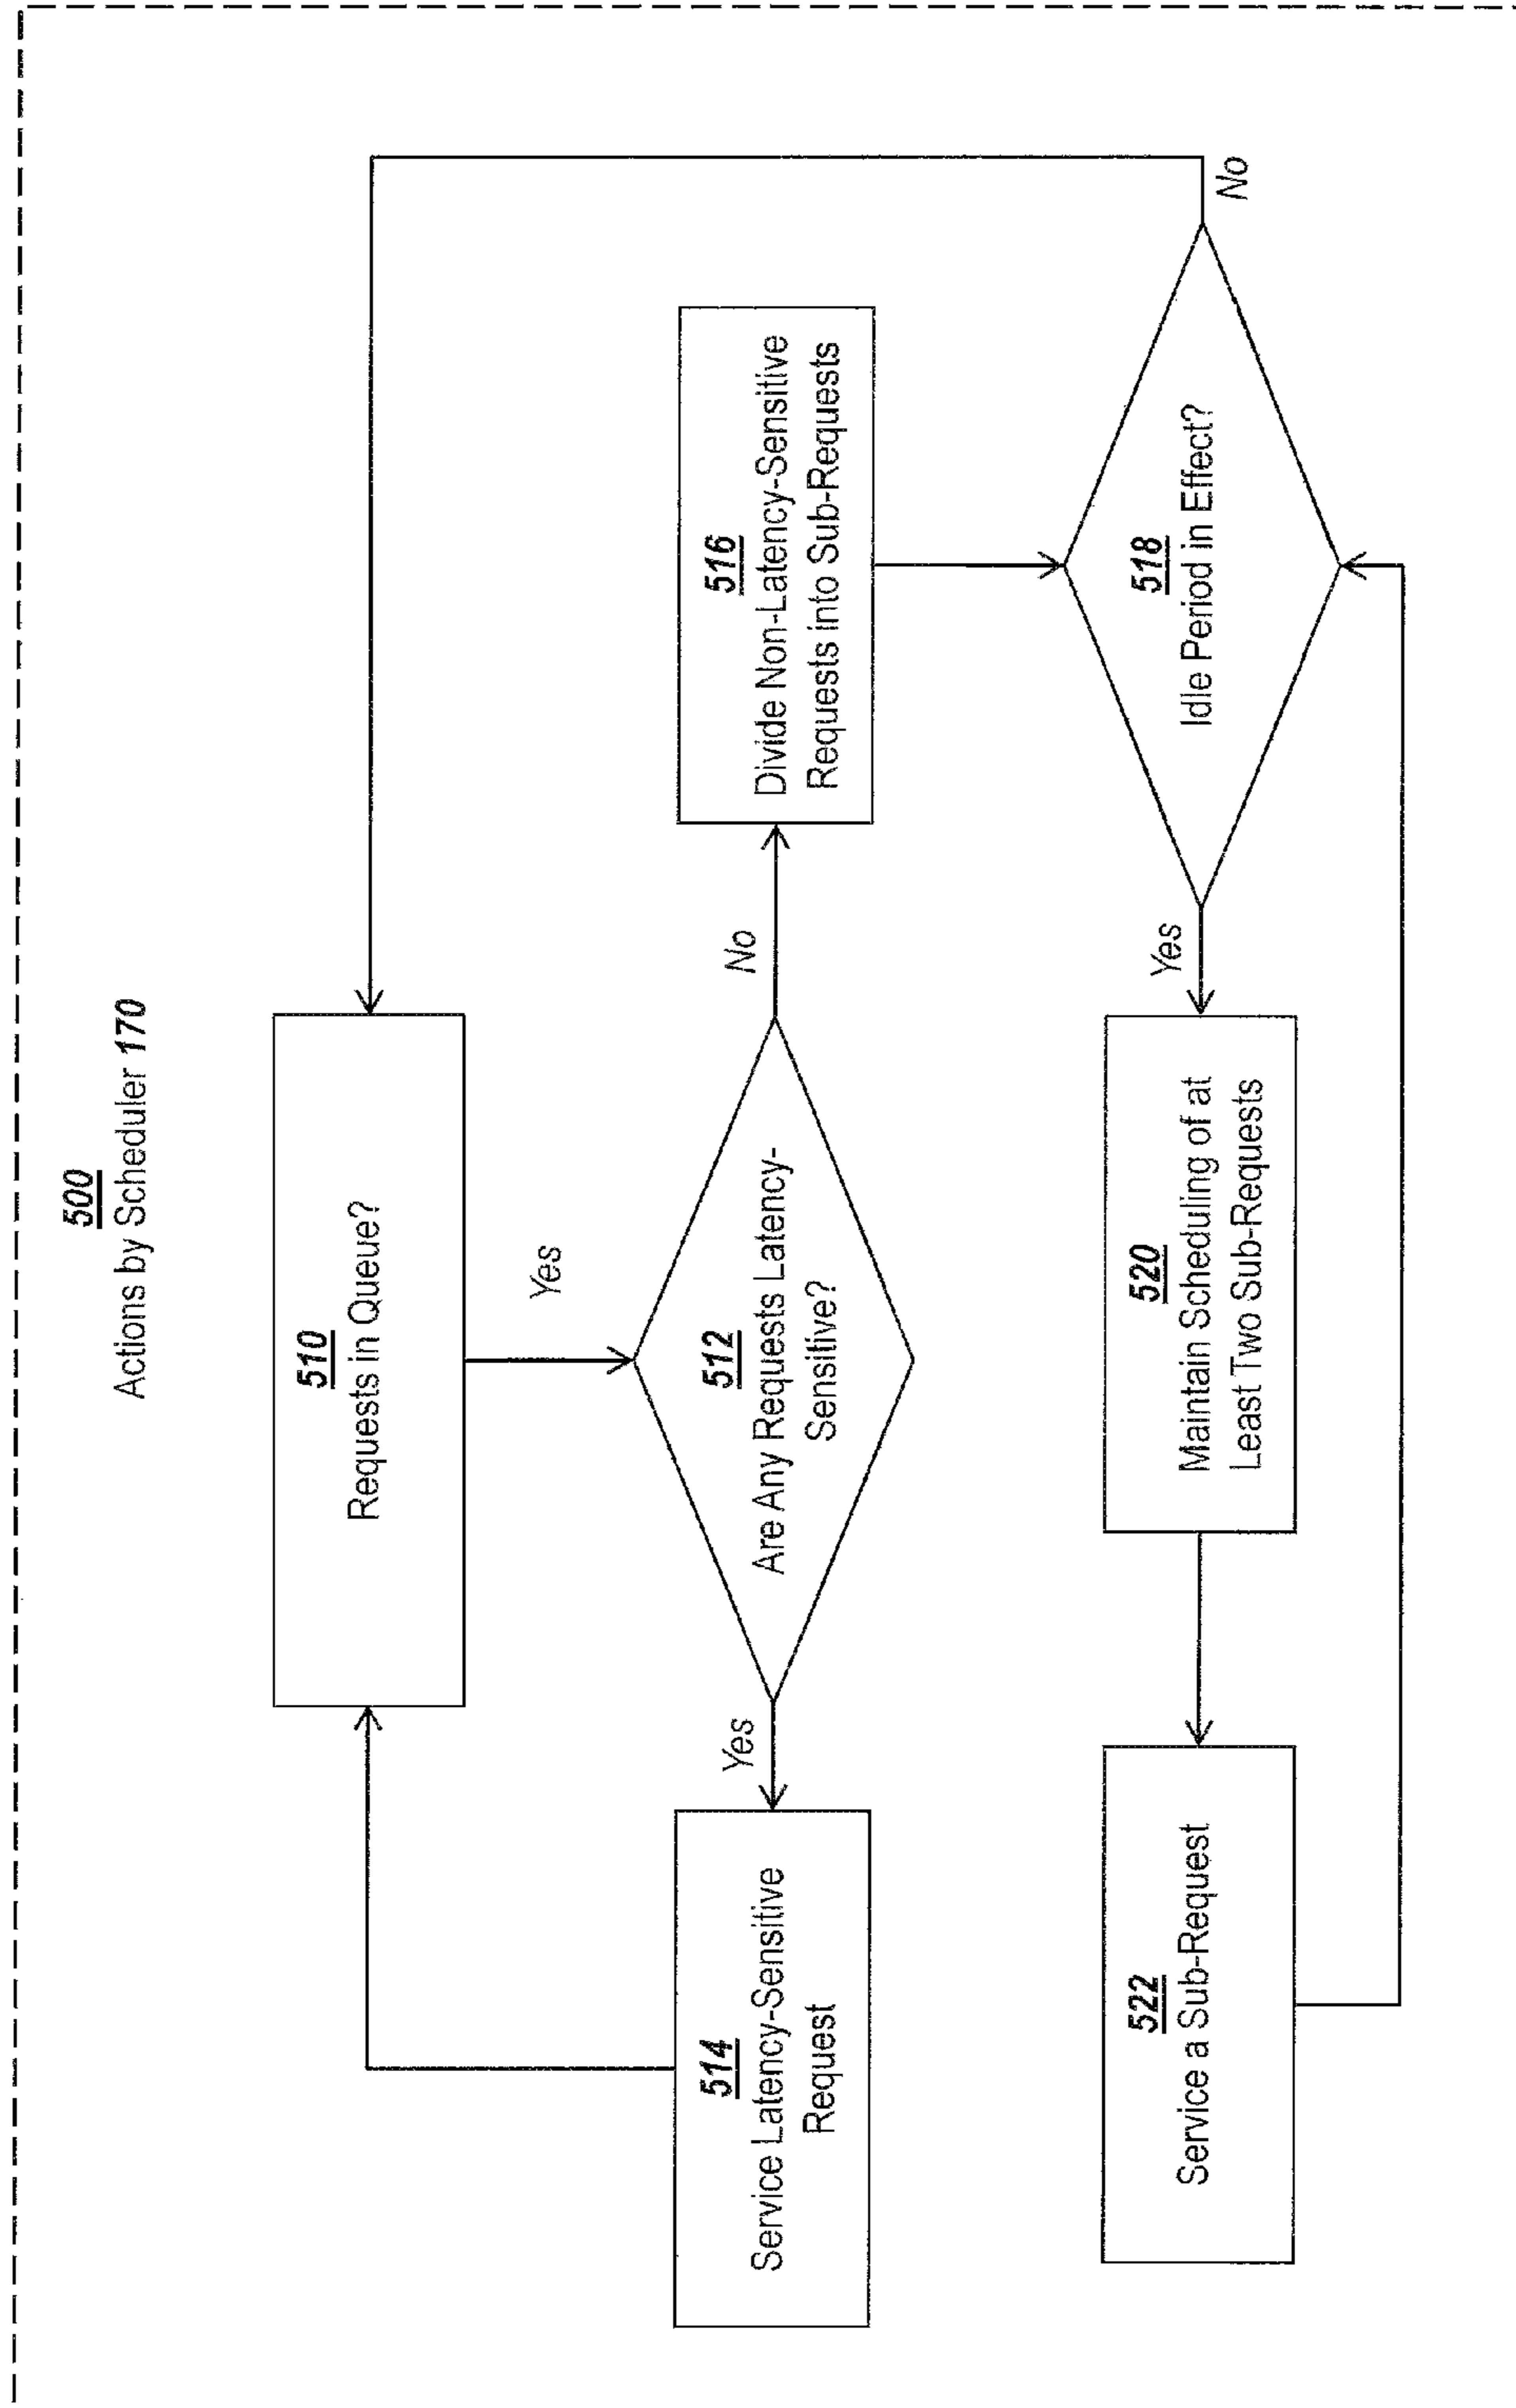 500
Actions by Scheduler 170
510
Requests in Queue?
Yes
512
Are Any Requests Latency-
Sensitive?
Yes
No
514
Service Latency-Sensitive
Request
516
Divide Non-Latency-Sensitive
Requests into Sub-Requests
518
Idle Period in Effect?
No
Yes
520
Maintain Scheduling of at
Least Two Sub-Requests
522
Service a Sub-Request